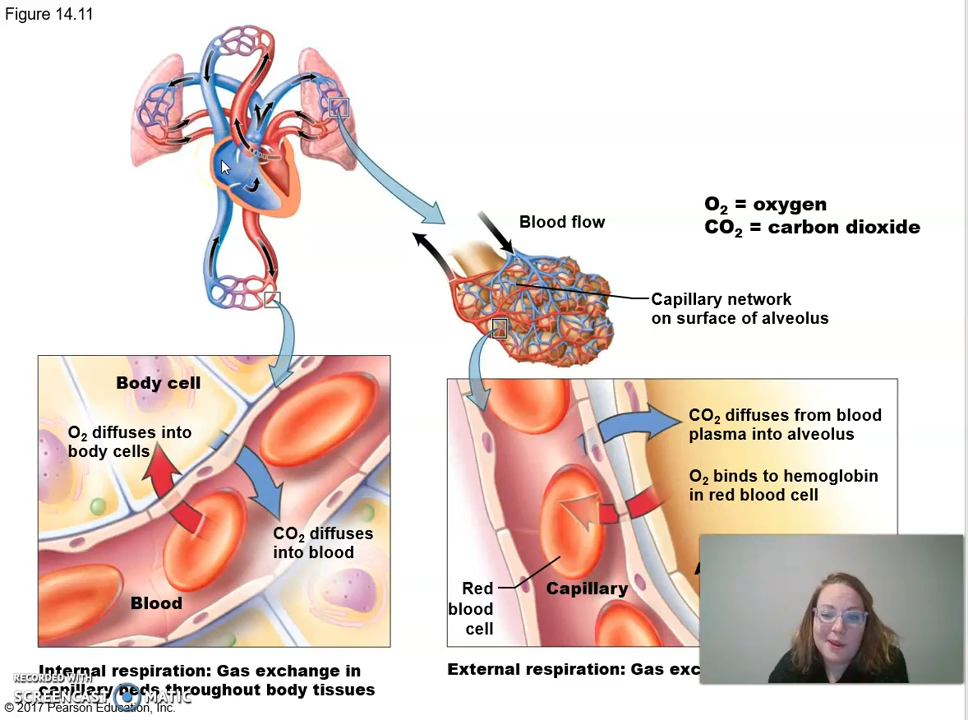 Figure 14.11
O₂ = oxygen
CO₂ = carbon dioxide
Blood flow
Capillary network
on surface of alveolus
Body cell
O₂ diffuses into
body cells
CO₂ diffuses
into blood
Blood
CO₂ diffuses from blood
plasma into alveolus
O₂ binds to hemoglobin
in red blood cell
Red
blood
cell
Capillary
Internal respiration: Gas exchange in
capillary beds throughout body tissues
External respiration: Gas exc
RECORDED WITH
SCREENCAST MATIC
© 2017 Pearson Education, Inc.